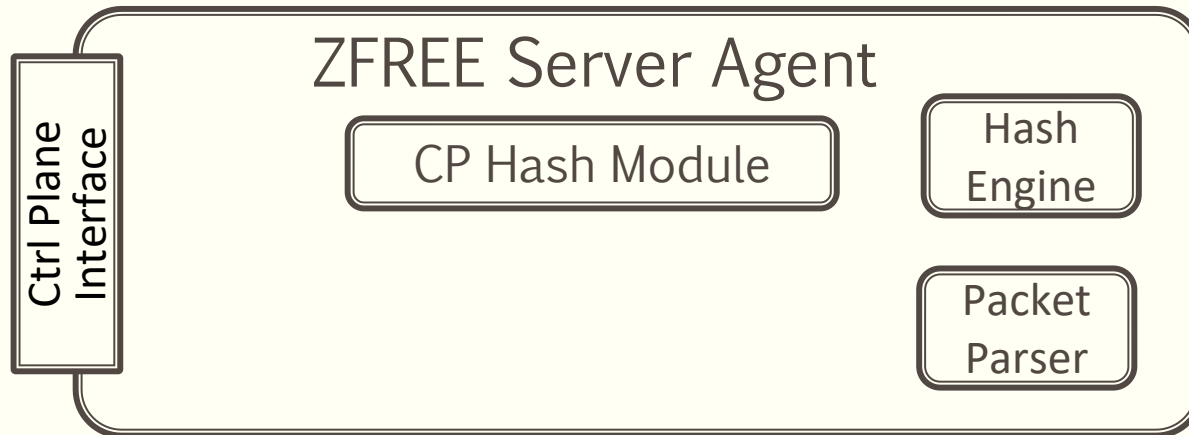 ZFREE Server Agent
Ctrl Plane
Interface
CP Hash Module
Hash
Engine
Packet
Parser